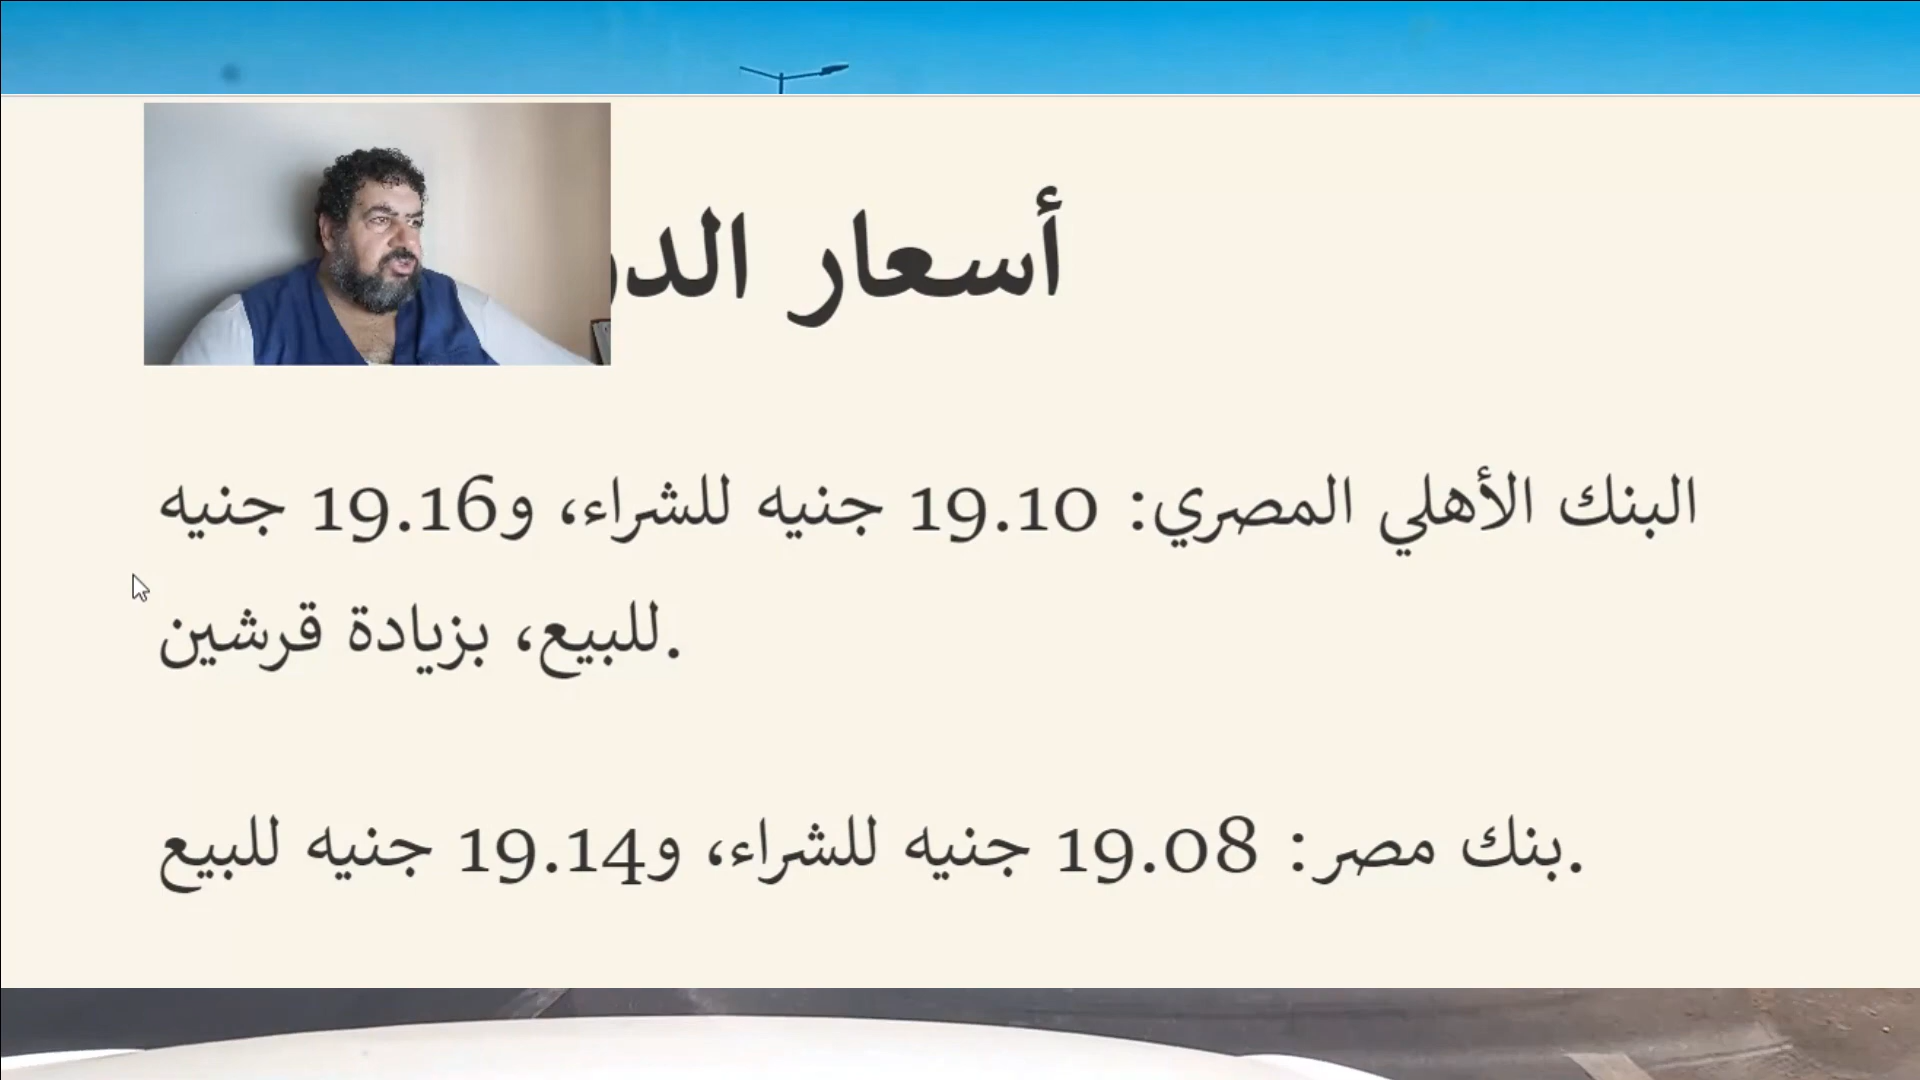 أسعار
البنك الأهلي المصري: 19.10 جنيه للشراء، و19.16 جنيه
للبيع، بزيادة قرشين.
بنك مصر: 19.08 جنيه للشراء، و19.14 جنيه للبيع.